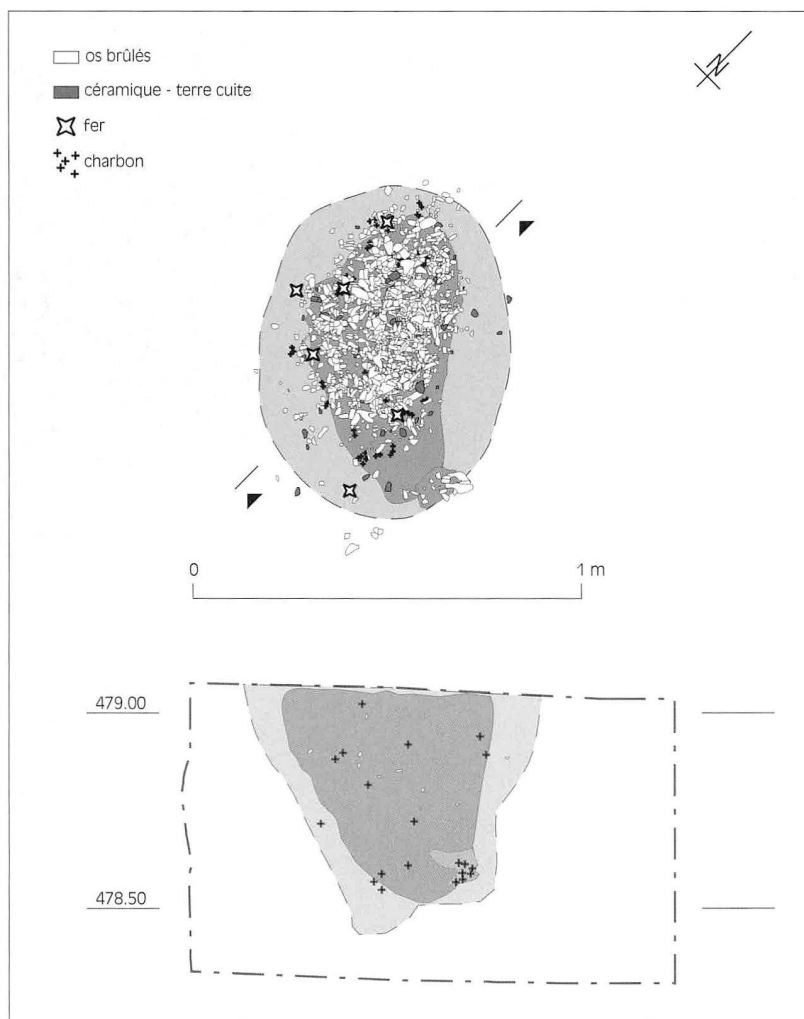 os brûlés
céramique - terre cuite
fer
charbon
N
0 1 m
479.00
478.50